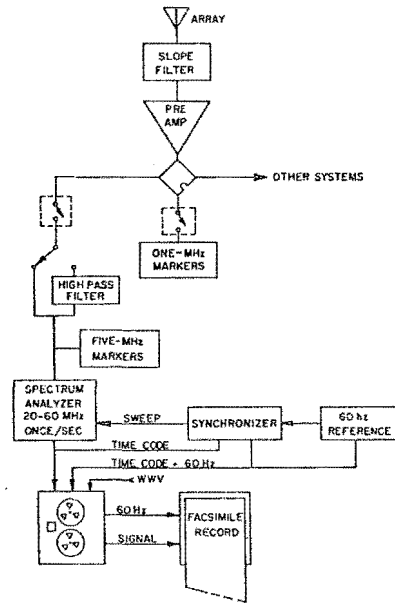 ARRAY
SLOPE
FILTER
PRE
AMP
OTHER SYSTEMS
ONE-MHz
MARKERS
HIGH PASS
FILTER
FIVE-MHz
MARKERS
SPECTRUM
ANALYZER
20-60 MHz
ONCE/SEC
SWEEP
SYNCHRONIZER
60 hz
REFERENCE
TIME CODE
TIME CODE + 60 Hz
WWV
60 Hz
SIGNAL
FACSIMILE
RECORD